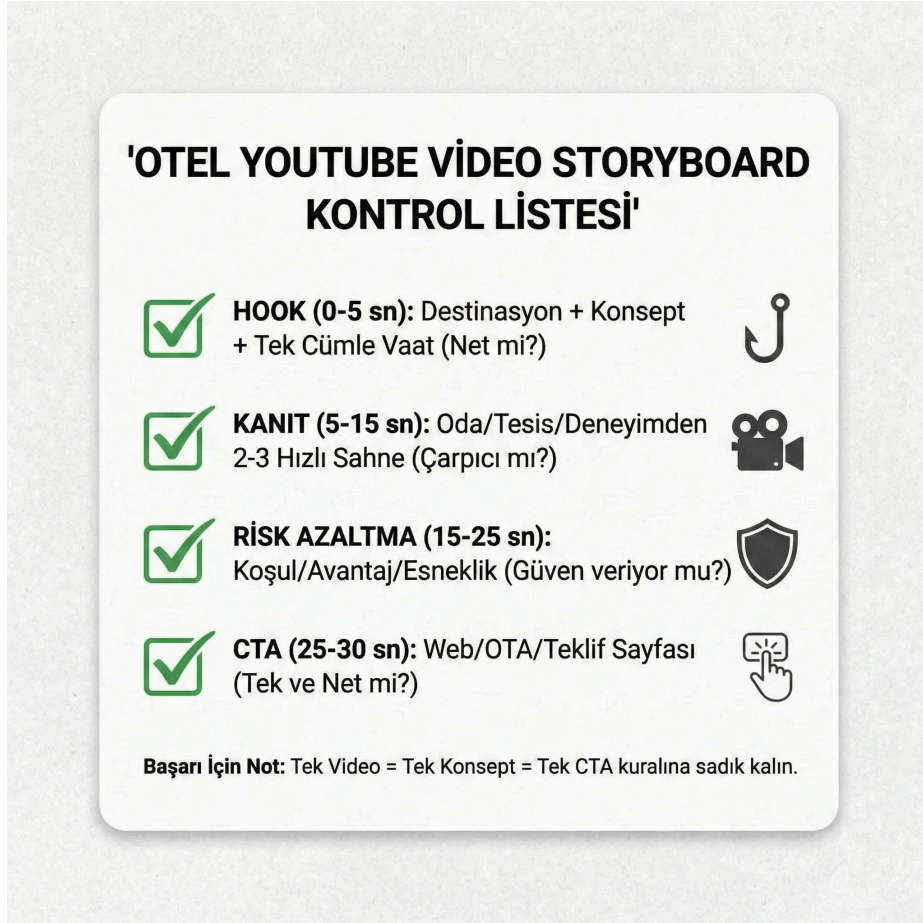 'OTEL YOUTUBE VİDEO STORYBOARD
KONTROL LİSTESİ'
HOOK (0-5 sn): Destinasyon + Konsept
+ Tek Cümle Vaat (Net mi?)
KANIT (5-15 sn): Oda/Tesis/Deneyimden
2-3 Hızlı Sahne (Çarpıcı mı?)
RİSK AZALTMA (15-25 sn):
Koşul/Avantaj/Esneklik (Güven veriyor mu?)
CTA (25-30 sn): Web/OTA/Teklif Sayfası
(Tek ve Net mi?)
Başarı İçin Not: Tek Video = Tek Konsept = Tek CTA kuralına sadık kalın.